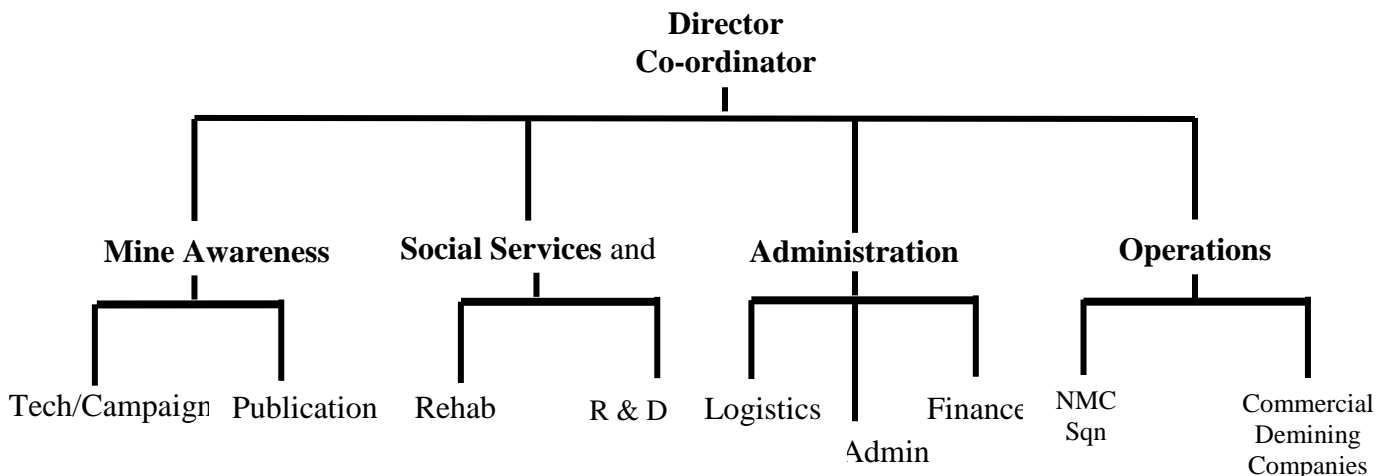 Director
Co-ordinator
Mine Awareness
Social Services and
Administration
Operations
Tech/Campaign
Publication
Rehab
R & D
Logistics
Admin
Finance
NMC
Sqn
Commercial
Demining
Companies